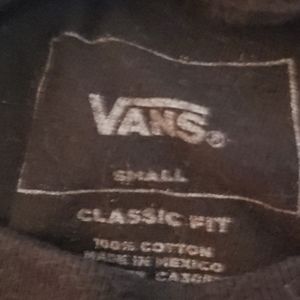 VANS®
SMALL
CLASSIC FIT
100% COTTON
MADE IN MEXICO